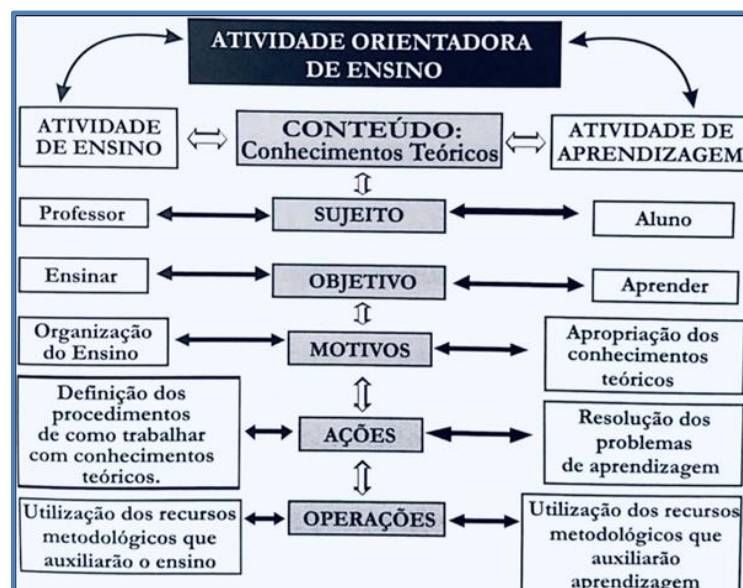 ATIVIDADE ORIENTADORA
DE ENSINO
ATIVIDADE
DE ENSINO
CONTEÚDO:
Conhecimentos Teóricos
ATIVIDADE DE
APRENDIZAGEM
Professor
SUJEITO
Aluno
Ensinar
OBJETIVO
Aprender
Organização
do Ensino
MOTIVOS
Apropriação dos
conhecimentos
teóricos
Definição dos
procedimentos
de como trabalhar
com conhecimentos
teóricos.
AÇÕES
Resolução dos
problemas
de aprendizagem
Utilização dos recursos
metodológicos que
auxiliarão o ensino
OPERAÇÕES
Utilização dos recursos
metodológicos que
auxiliarão
aprendizagem